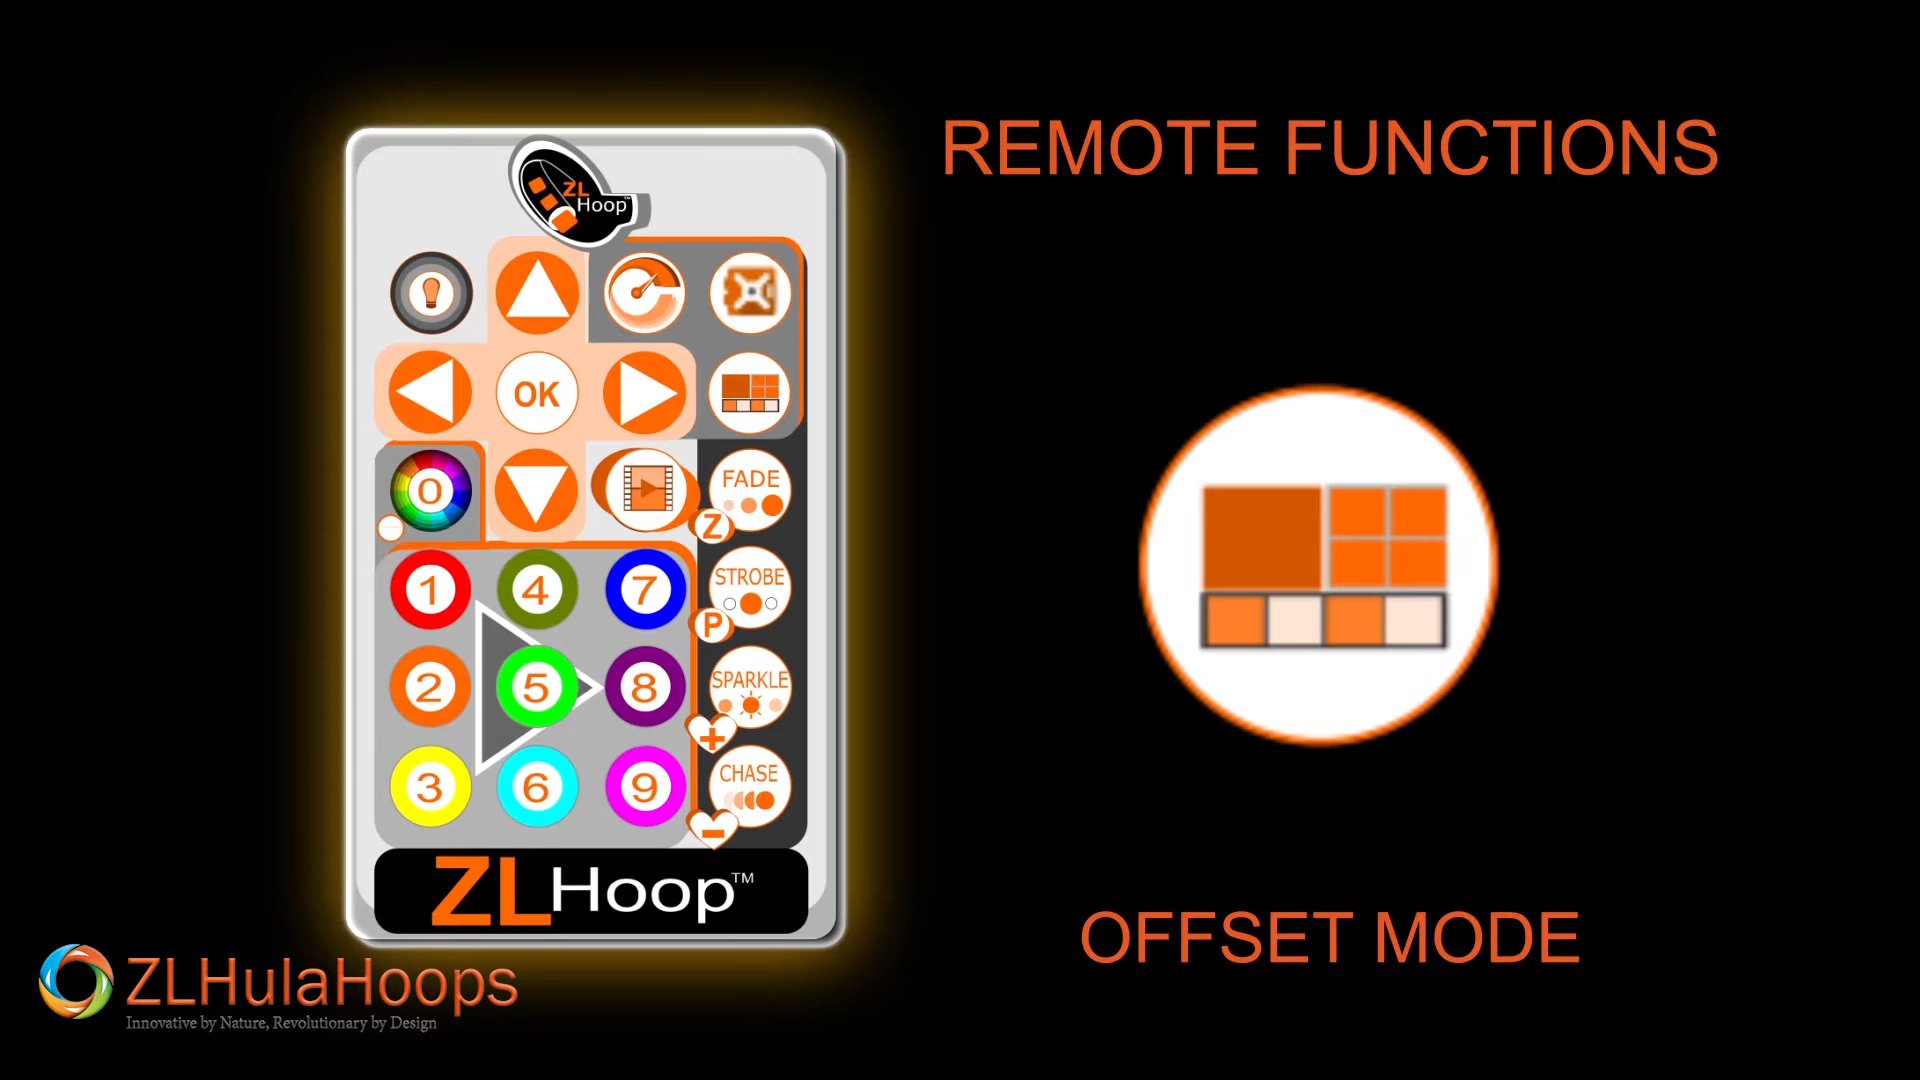 REMOTE FUNCTIONS
ZL
Hoop™
OK
0
FADE
Z
1
4
7
STROBE
P
2
5
8
SPARKLE
+
3
6
9
CHASE
-
ZLHoop™
OFFSET MODE
ZLHulaHoops
Innovative by Nature, Revolutionary by Design